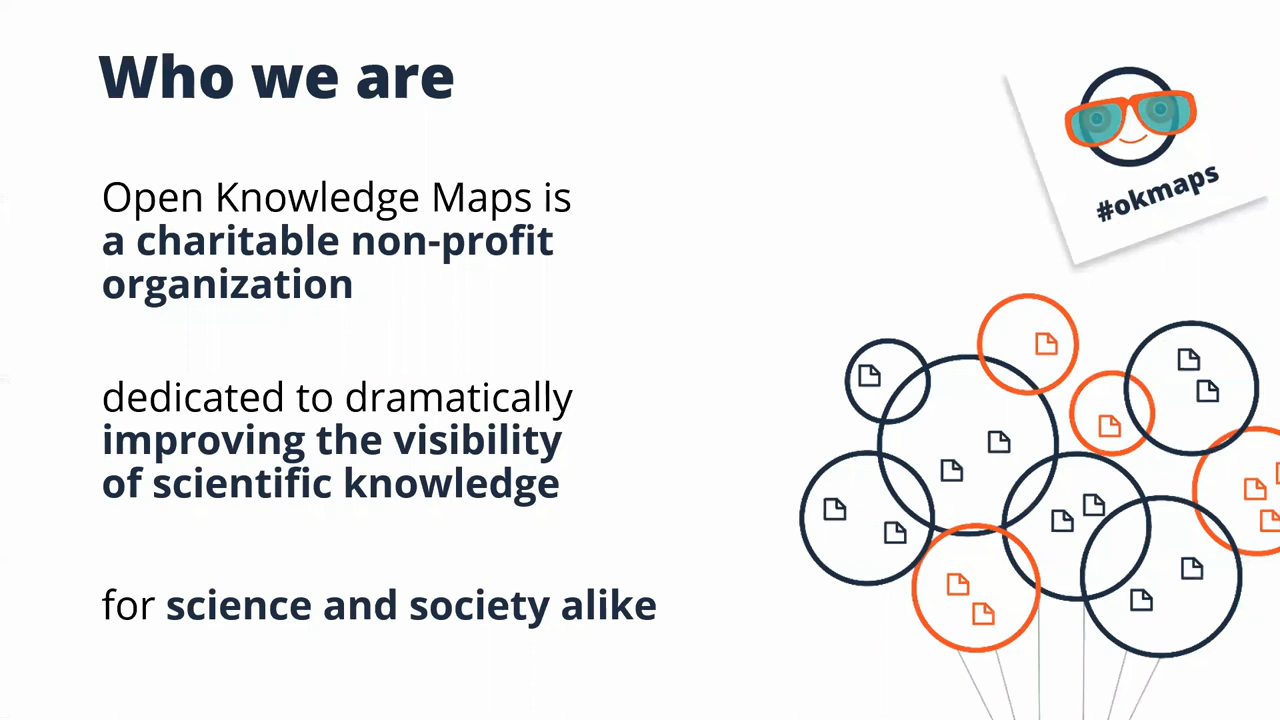 Who we are
Open Knowledge Maps is
a charitable non-profit
organization
dedicated to dramatically
improving the visibility
of scientific knowledge
for science and society alike
#okmaps